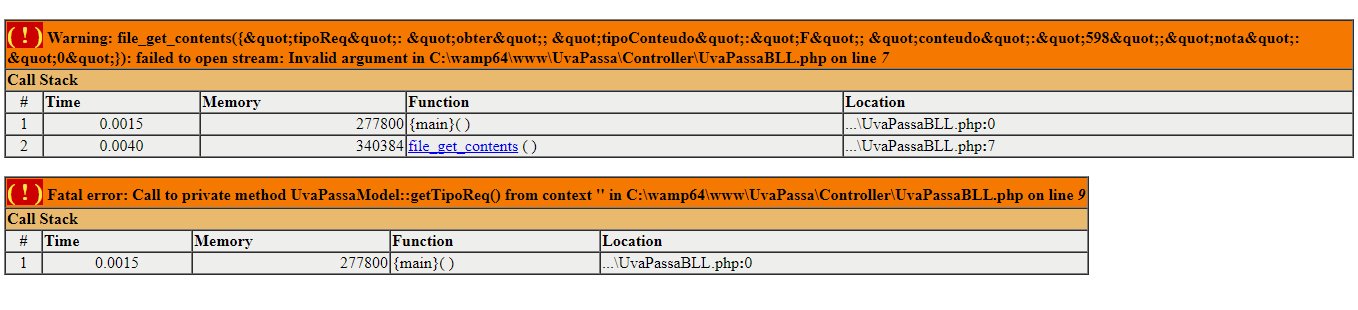 ( ! ) Warning: file_get_contents({&quot;tipoReq&quot;: &quot;obter&quot;; &quot;tipoConteudo&quot;:&quot;F&quot;; &quot;conteudo&quot;:&quot;598&quot;;&quot;nota&quot;:
&quot;0&quot;}): failed to open stream: Invalid argument in C:\wamp64\www\UvaPassa\Controller\UvaPassaBLL.php on line 7
Call Stack
# Time Memory Function Location
1 0.0015 277800 {main}( ) ...\UvaPassaBLL.php:0
2 0.0040 340384 file_get_contents ( ) ...\UvaPassaBLL.php:7
( ! ) Fatal error: Call to private method UvaPassaModel::getTipoReq() from context '' in C:\wamp64\www\UvaPassa\Controller\UvaPassaBLL.php on line 9
Call Stack
# Time Memory Function Location
1 0.0015 277800 {main}( ) ...\UvaPassaBLL.php:0